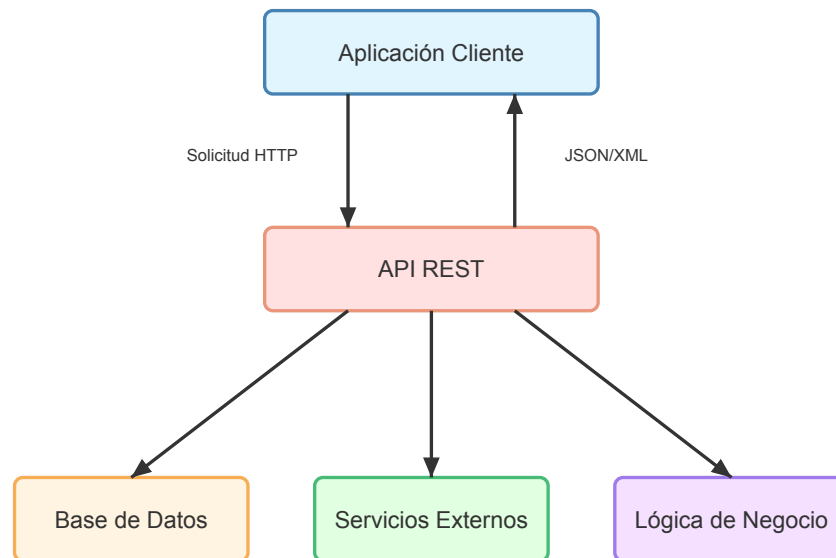 Aplicación Cliente
Solicitud HTTP
JSON/XML
API REST
Base de Datos
Servicios Externos
Lógica de Negocio